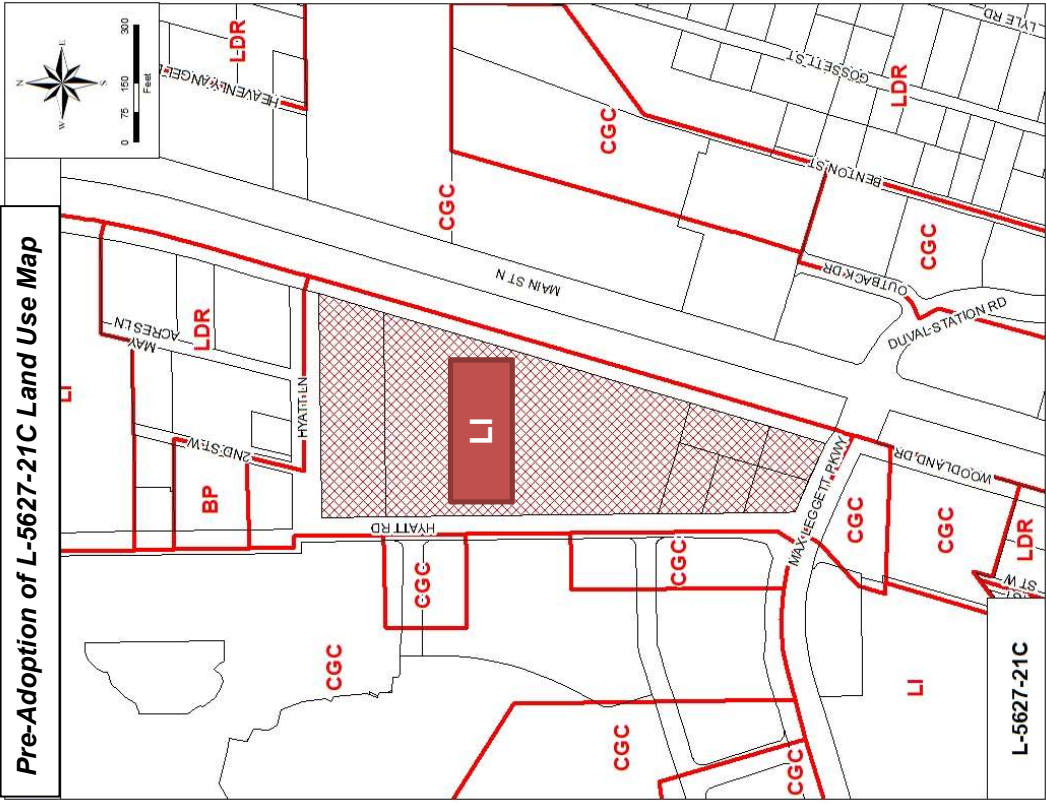 Pre-Adoption of L-5627-21C Land Use Map
N
E
S
W
0 75 150 300
Feet
LI
LDR
HEAVENLY ANGEL
MAY
ACRES LN
LDR
2ND ST W
BP
HYATT LN
HYATT RD
LI
MAIN ST N
CGC
CGC
LDR
GOSSETT ST
LYLE RD
BENTON ST
OUTBACK DR
CGC
DUVAL STATION RD
CGC
CGC
CGC
CGC
CGC
MAX LEGGETT PKWY
CGC
CGC
WOODLAND DR
LDR
ST W
LI
L-5627-21C